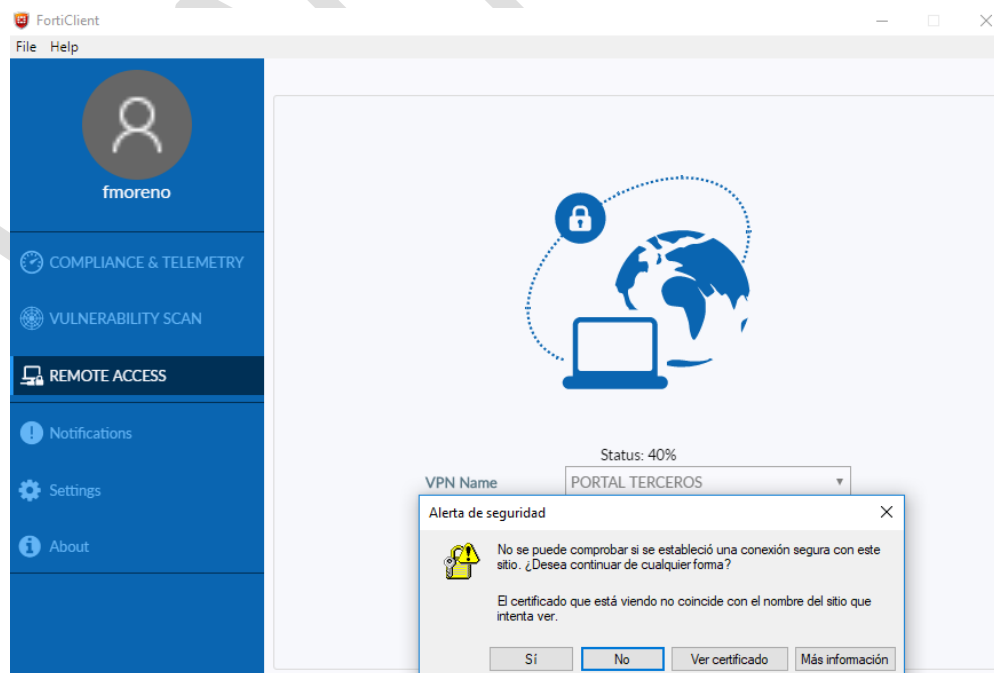 FortiClient
File Help
fmoreno
COMPLIANCE & TELEMETRY
VULNERABILITY SCAN
REMOTE ACCESS
Notifications
Settings
About
Status: 40%
VPN Name PORTAL TERCEROS
Alerta de seguridad
No se puede comprobar si se estableció una conexión segura con este
sitio. ¿Desea continuar de cualquier forma?
El certificado que está viendo no coincide con el nombre del sitio que
intenta ver.
Sí No Ver certificado Más información